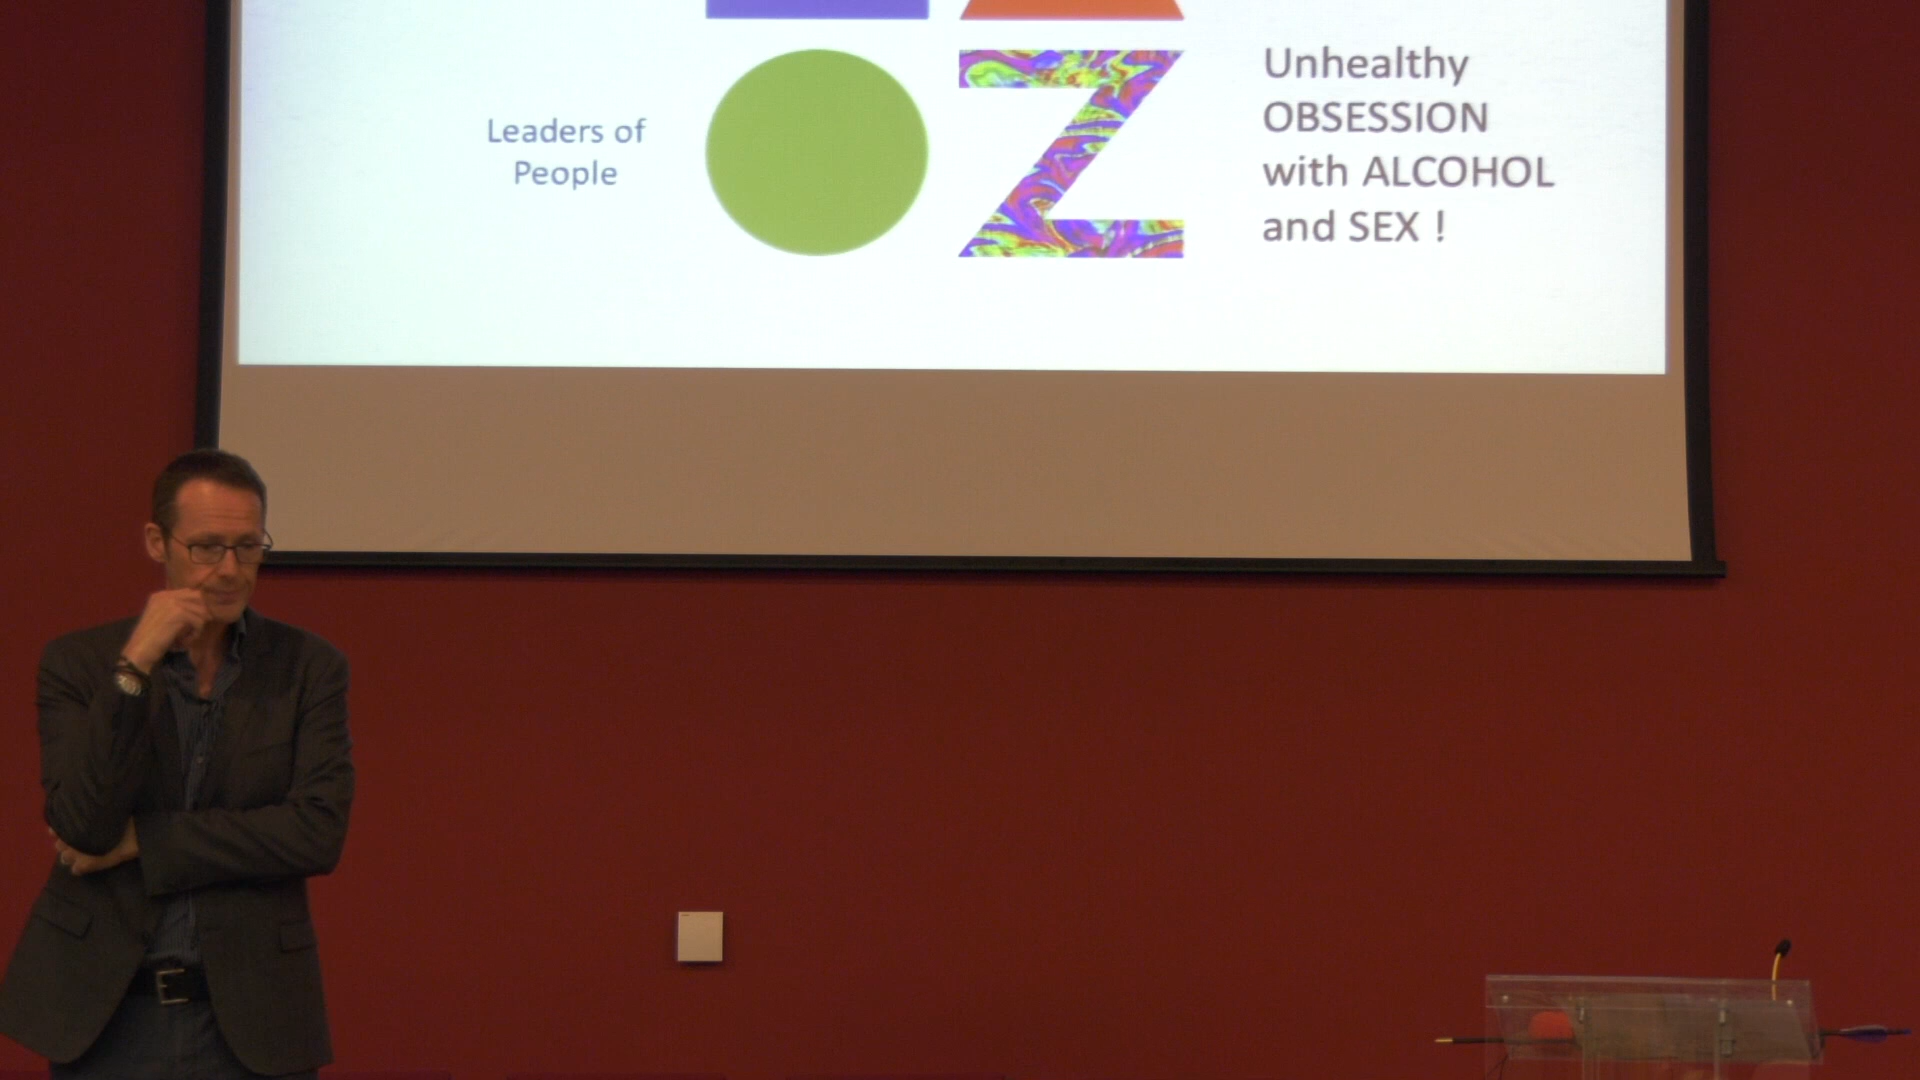 Leaders of
People
Unhealthy
OBSESSION
with ALCOHOL
and SEX !